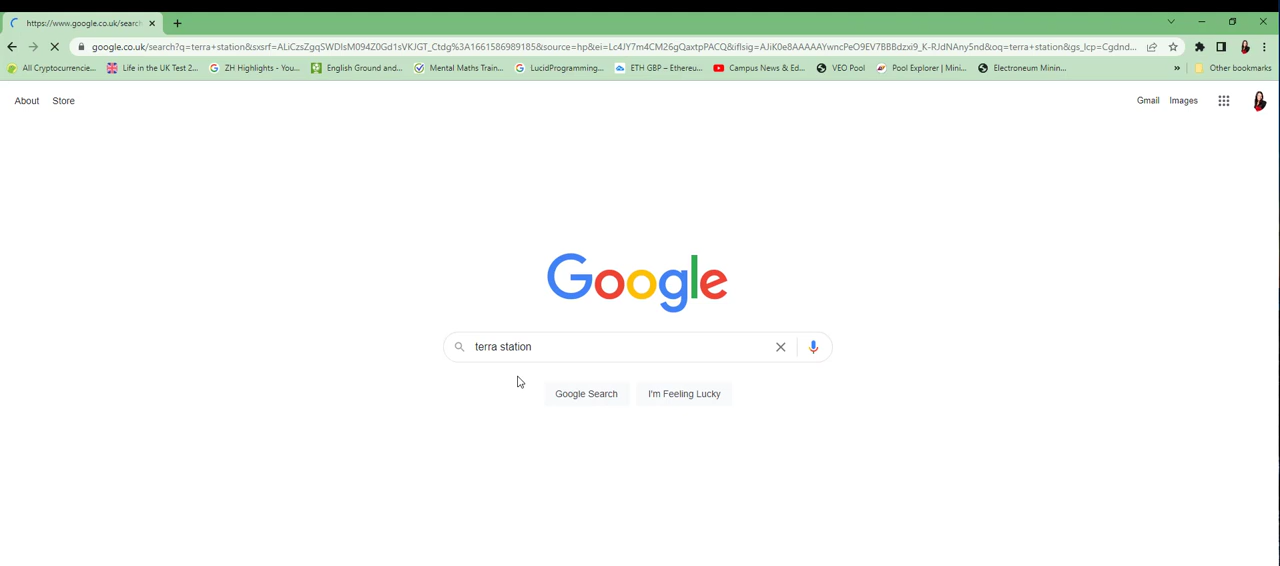 https://www.google.co.uk/search
google.co.uk/search?q=terra+station&sxsrf=ALiCzsZgqSWDlsM094Z0Gd1sVKJGT_Ctdg%3A1661586989185&source=hp&ei=Lc4JY7m4CM26gQaxtpPACQ&iflsig=AJiK0e8AAAAAYwncPeO9EV7BBBdzxi9_K-RJdNAny5nd&oq=terra+station&gs_lcp=Cgdnd...
All Cryptocurrencie... Life in the UK Test 2... ZH Highlights - You... English Ground and... Mental Maths Train... LucidProgramming... ETH GBP – Ethereu... Campus News & Ed... VEO Pool Pool Explorer | Mini... Electroneum Minin... » Other bookmarks
About Store Gmail Images
Google
terra station
Google Search I'm Feeling Lucky